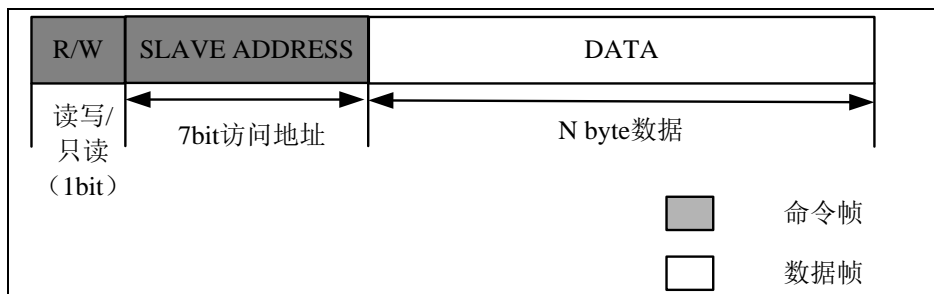 R/W SLAVE ADDRESS DATA
读写/
只读
（1bit）
7bit访问地址
N byte数据
命令帧
数据帧